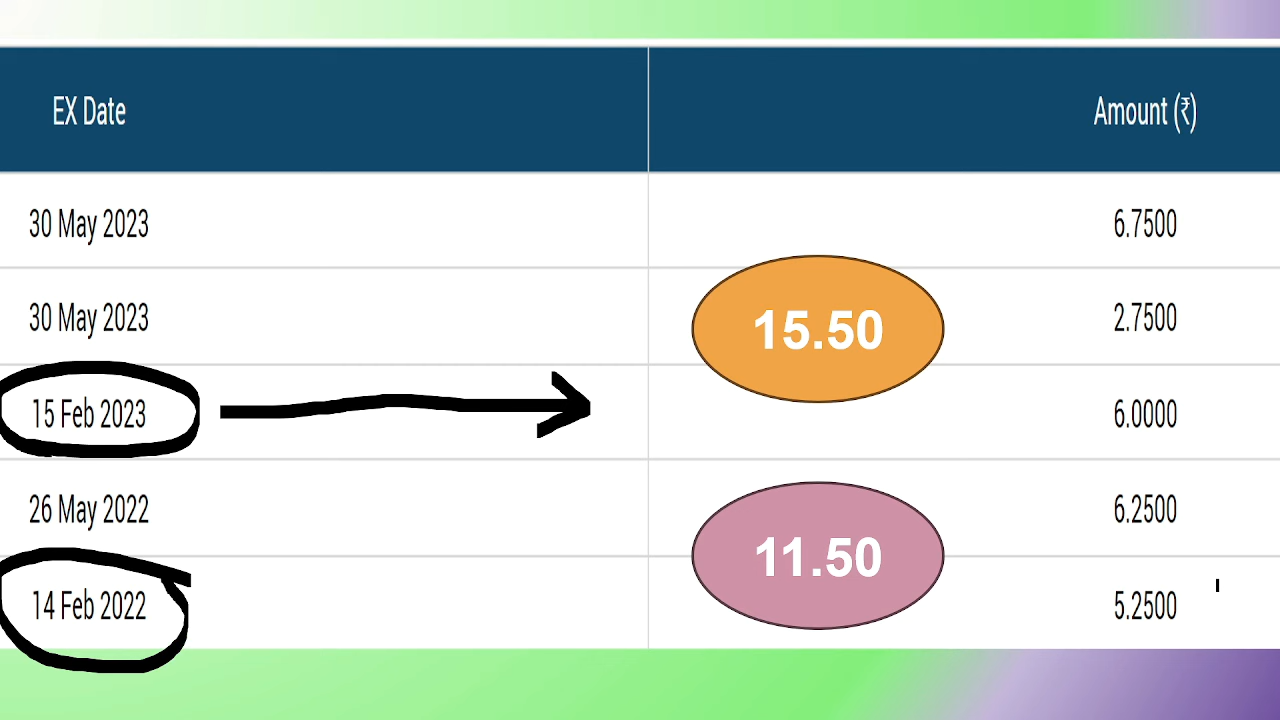 EX Date Amount (₹)
30 May 2023 6.7500
30 May 2023 2.7500
15.50
15 Feb 2023 6.0000
26 May 2022 6.2500
11.50
14 Feb 2022 5.2500